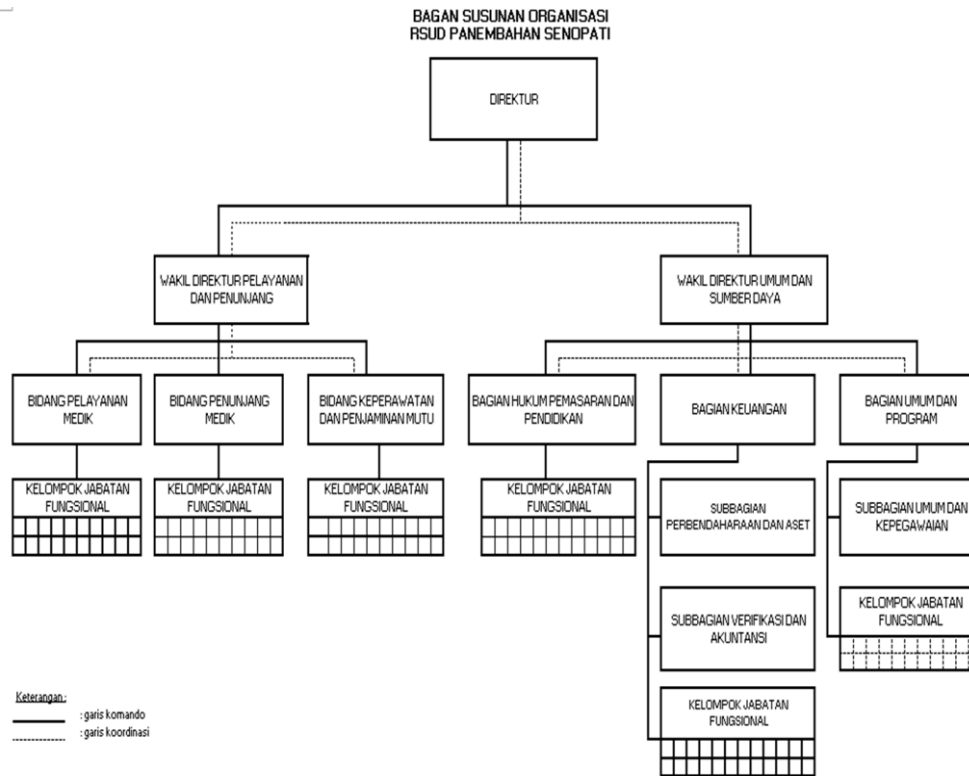 BAGAN SUSUNAN ORGANISASI
RSUD PANEMBAHAN SENOPATI
DIREKTUR
WAKIL DIREKTUR PELAYANAN
DAN PENUNJANG
WAKIL DIREKTUR UMUM DAN
SUMBER DAYA
BIDANG PELAYANAN
MEDIK
BIDANG PENUNJANG
MEDIK
BIDANG KEPERAWATAN
DAN PENJAMINAN MUTU
BAGIAN HUKUM PEMASARAN DAN
PENDIDIKAN
BAGIAN KEUANGAN
BAGIAN UMUM DAN
PROGRAM
KELOMPOK JABATAN
FUNGSIONAL
KELOMPOK JABATAN
FUNGSIONAL
KELOMPOK JABATAN
FUNGSIONAL
KELOMPOK JABATAN
FUNGSIONAL
SUBBAGIAN
PERBENDAHARAAN DAN ASET
SUBBAGIAN UMUM DAN
KEPEGAWAIAN
SUBBAGIAN VERIFIKASI DAN
AKUNTANSI
KELOMPOK JABATAN
FUNGSIONAL
KELOMPOK JABATAN
FUNGSIONAL
Keterangan :
: garis komando
: garis koordinasi